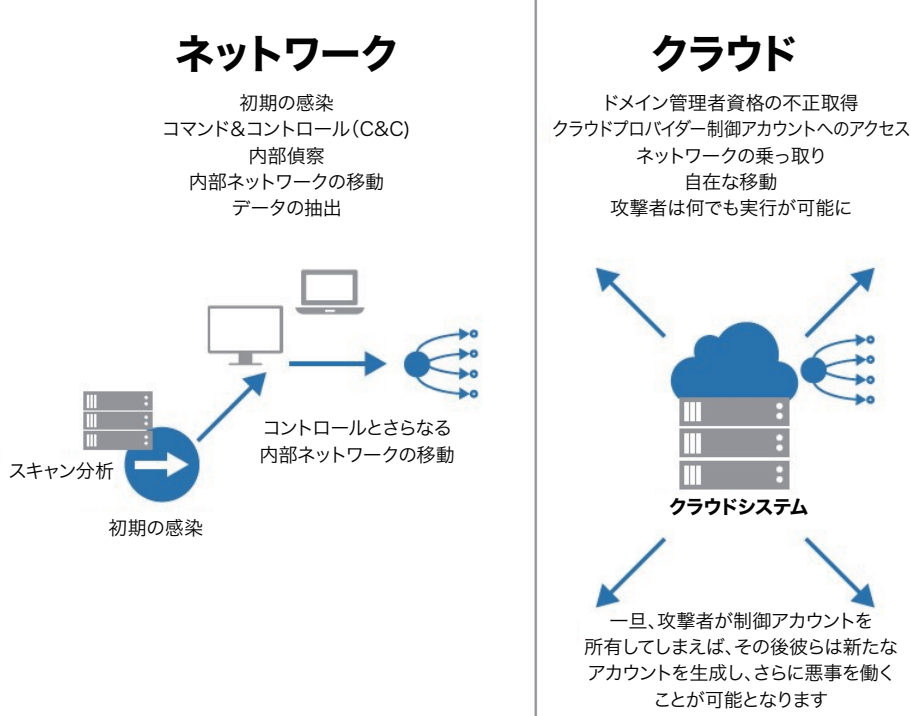 ネットワーク
初期の感染
コマンド&コントロール(C&C)
内部偵察
内部ネットワークの移動
データの抽出
スキャン分析
初期の感染
コントロールとさらなる
内部ネットワークの移動
クラウド
ドメイン管理者資格の不正取得
クラウドプロバイダー制御アカウントへのアクセス
ネットワークの乗っ取り
自在な移動
攻撃者は何でも実行が可能に
クラウドシステム
一旦、攻撃者が制御アカウントを
所有してしまえば、その後彼らは新たな
アカウントを生成し、さらに悪事を働く
ことが可能となります